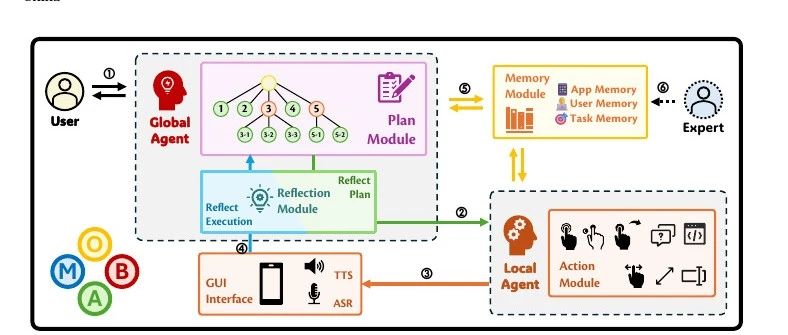 ①
User
Global
Agent
1 2 3 4 5
3-1 3-2 3-3 5-1 5-2
Plan
Module
Reflect
Execution
Reflection
Module
Reflect
Plan
⑤
Memory
Module
App Memory
User Memory
Task Memory
⑥
Expert
②
Local
Agent
?
</>
Action
Module
③
④
GUI
Interface
TTS
ASR
O
M
B
A